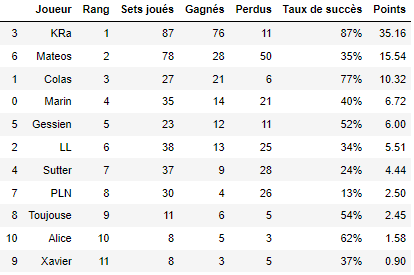 Joueur Rang Sets joués Gagnés Perdus Taux de succès Points
3 KRa 1 87 76 11 87% 35.16
6 Mateos 2 78 28 50 35% 15.54
1 Colas 3 27 21 6 77% 10.32
0 Marin 4 35 14 21 40% 6.72
5 Gessien 5 23 12 11 52% 6.00
2 LL 6 38 13 25 34% 5.51
4 Sutter 7 37 9 28 24% 4.44
7 PLN 8 30 4 26 13% 2.50
8 Toujouse 9 11 6 5 54% 2.45
10 Alice 10 8 5 3 62% 1.58
9 Xavier 11 8 3 5 37% 0.90